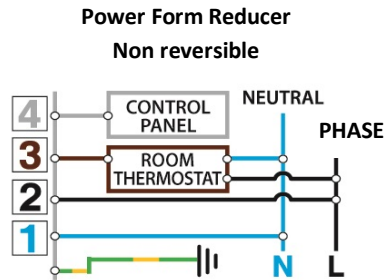 Power Form Reducer
Non reversible
4
CONTROL
PANEL
NEUTRAL
PHASE
3
ROOM
THERMOSTAT
2
1
N
L